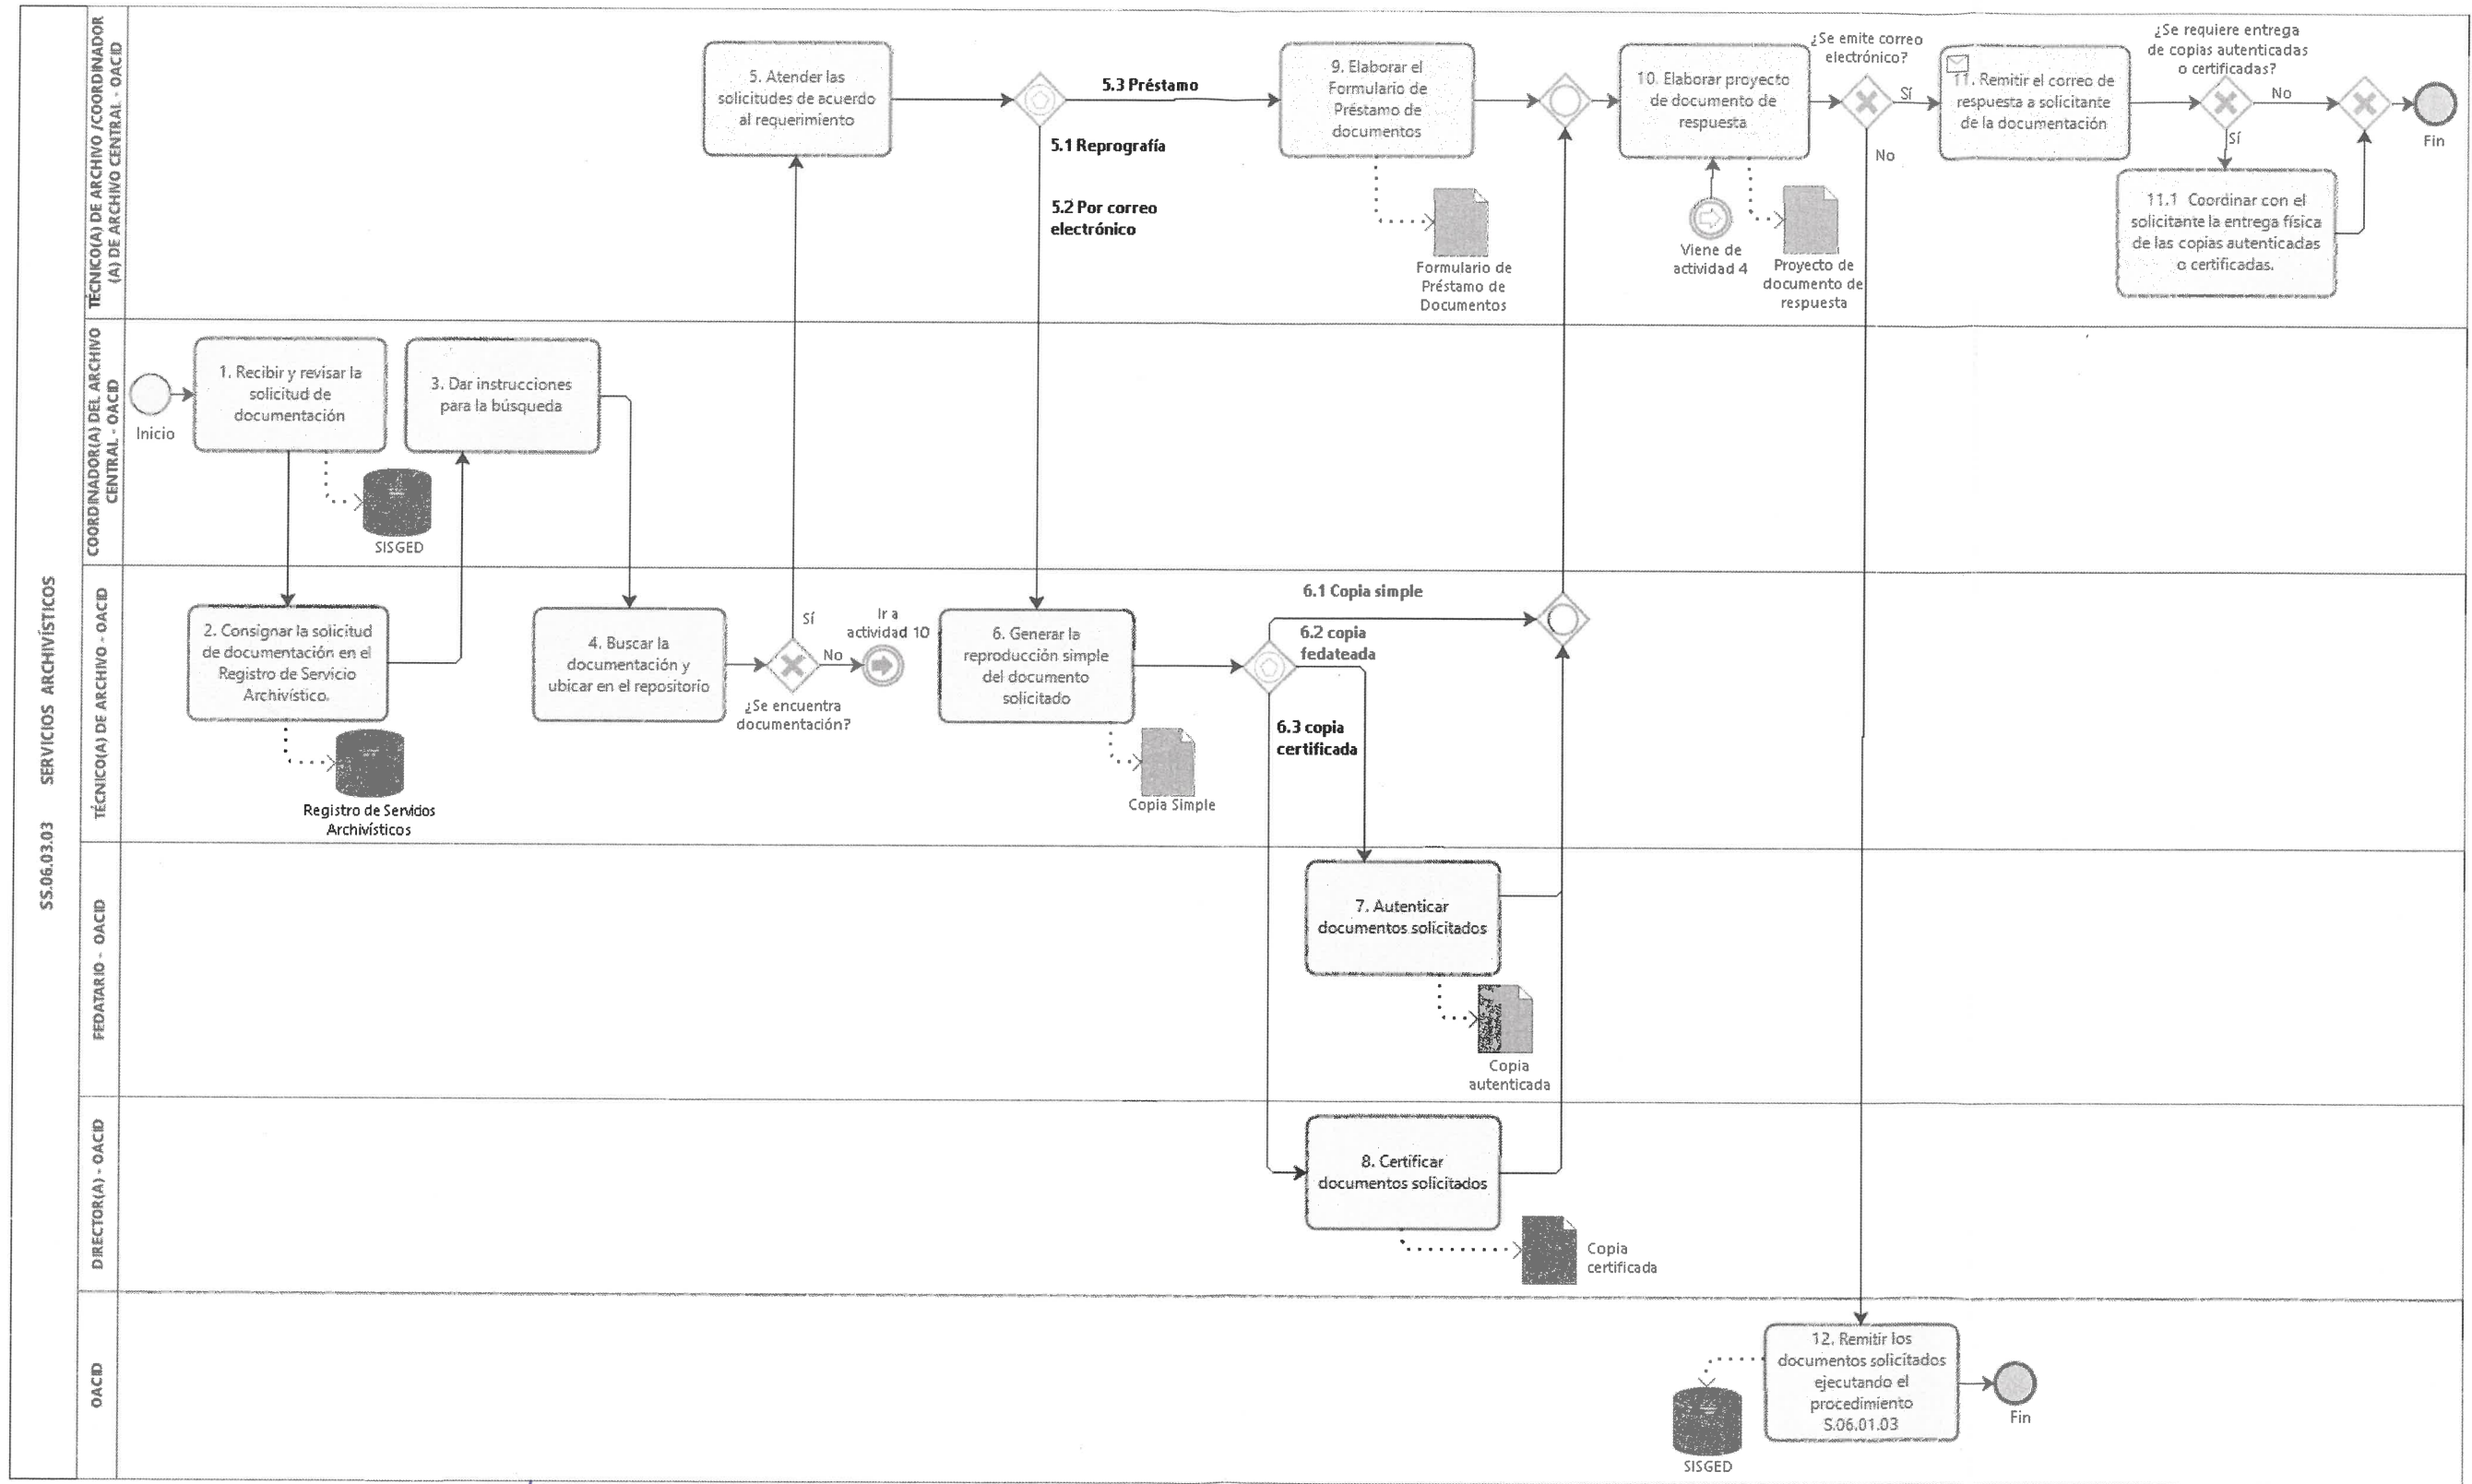 SS.06.03.03 SERVICIOS ARCHIVÍSTICOS
TÉCNICO(A) DE ARCHIVO /COORDINADOR
(A) DE ARCHIVO CENTRAL - OACID
5. Atender las
solicitudes de acuerdo
al requerimiento
5.3 Préstamo
5.1 Reprografía
5.2 Por correo
electrónico
9. Elaborar el
Formulario de
Préstamo de
documentos
Formulario de
Préstamo de
Documentos
10. Elaborar proyecto
de documento de
respuesta
Viene de
actividad 4
Proyecto de
documento de
respuesta
¿Se emite correo
electrónico?
Sí
No
11. Remitir el correo de
respuesta a solicitante
de la documentación
¿Se requiere entrega
de copias autenticadas
o certificadas?
No
Sí
11.1 Coordinar con el
solicitante la entrega física
de las copias autenticadas
o certificadas.
Fin
COORDINADOR(A) DEL ARCHIVO
CENTRAL - OACID
Inicio
1. Recibir y revisar la
solicitud de
documentación
SISGED
3. Dar instrucciones
para la búsqueda
TÉCNICO(A) DE ARCHIVO - OACID
2. Consignar la solicitud
de documentación en el
Registro de Servicio
Archivístico.
Registro de Servidos
Archivísticos
4. Buscar la
documentación y
ubicar en el repositorio
Sí
No
¿Se encuentra
documentación?
Ir a
actividad 10
6. Generar la
reproducción simple
del documento
solicitado
Copia Simple
6.1 Copia simple
6.2 copia
fedateada
6.3 copia
certificada
FEDATARIO - OACID
7. Autenticar
documentos solicitados
Copia
autenticada
DIRECTOR(A) - OACID
8. Certificar
documentos solicitados
Copia
certificada
OACID
12. Remitir los
documentos solicitados
ejecutando el
procedimiento
S.06.01.03
SISGED
Fin